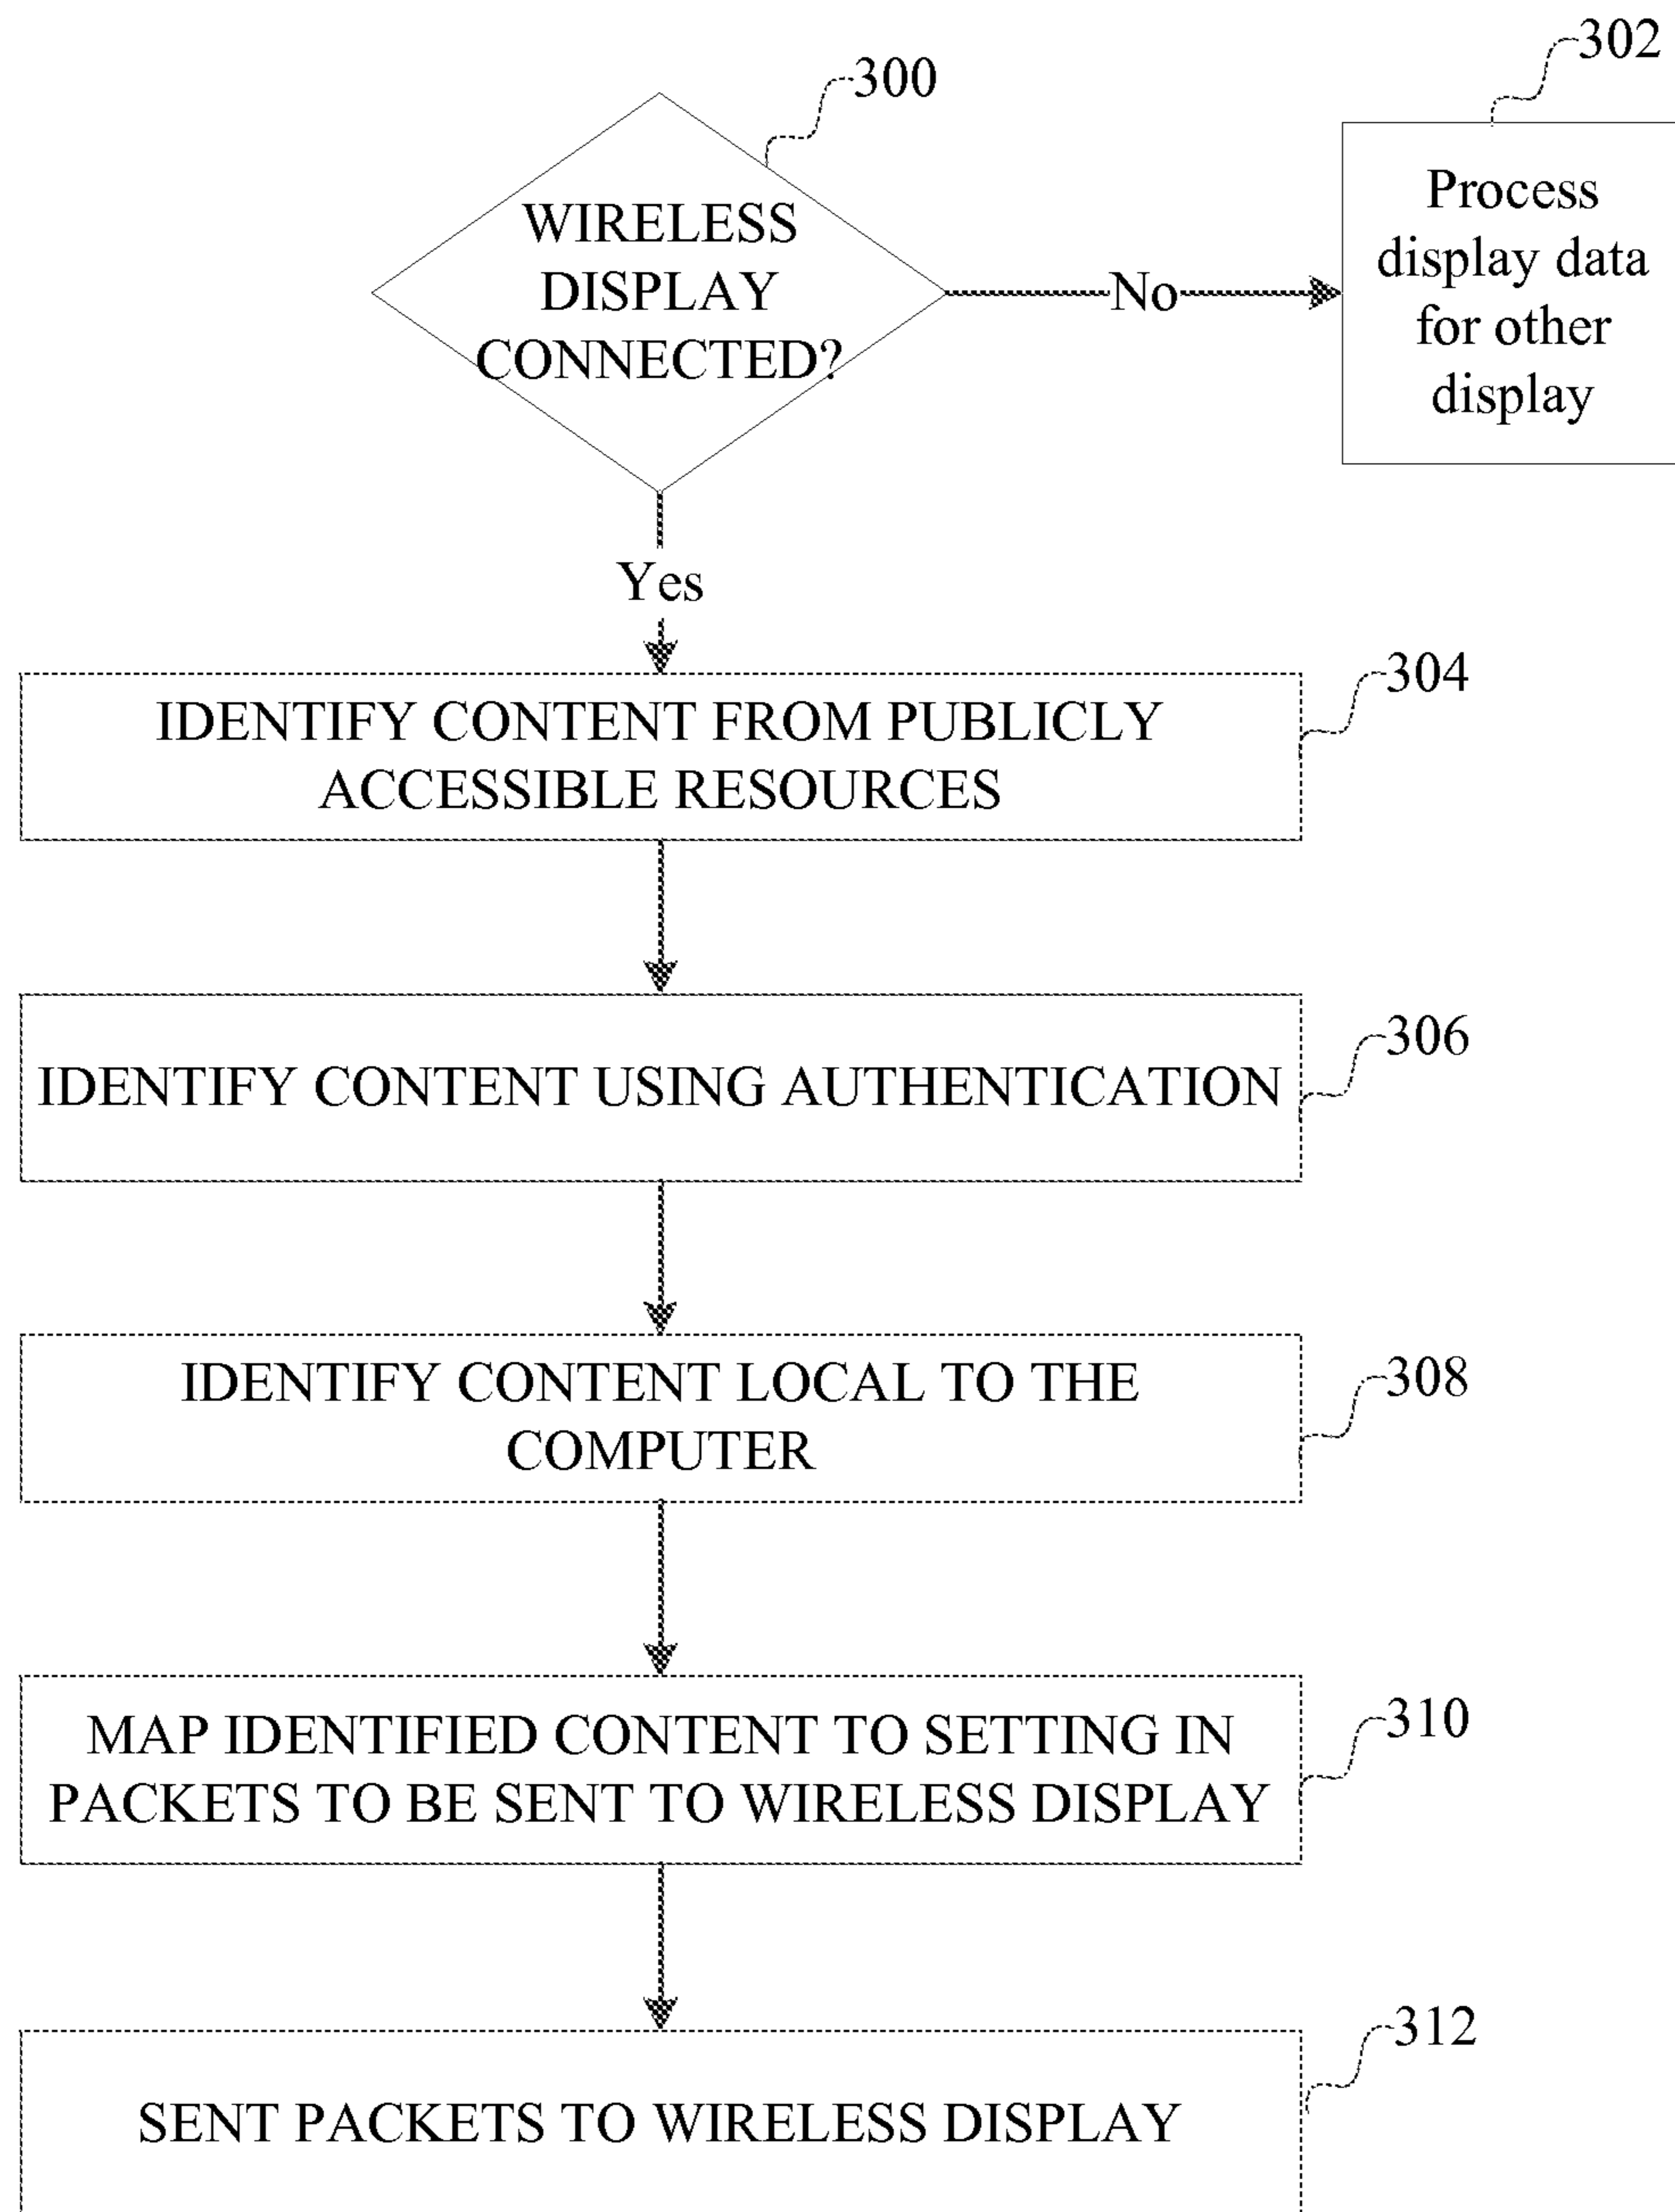 300
302
WIRELESS
DISPLAY
CONNECTED?
No
Process
display data
for other
display
Yes
304
IDENTIFY CONTENT FROM PUBLICLY
ACCESSIBLE RESOURCES
306
IDENTIFY CONTENT USING AUTHENTICATION
308
IDENTIFY CONTENT LOCAL TO THE
COMPUTER
310
MAP IDENTIFIED CONTENT TO SETTING IN
PACKETS TO BE SENT TO WIRELESS DISPLAY
312
SENT PACKETS TO WIRELESS DISPLAY